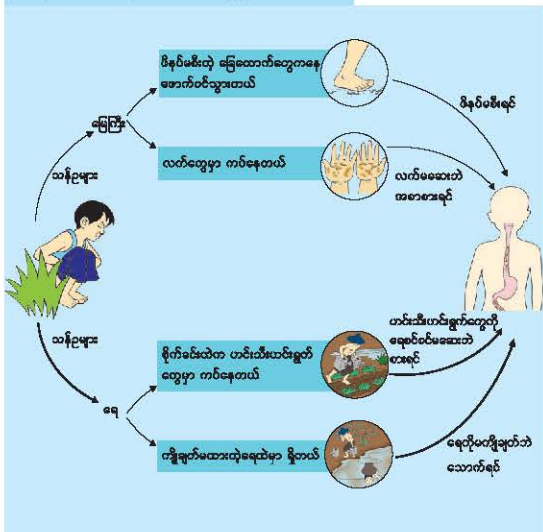 ဖိနပ်မစီးတဲ့ ခြေထောက်တွေကနေ
ဖောက်ဝင်သွားတယ်
ဖိနပ်မစီးရင်
မြေကြီး
လက်တွေမှာ ကပ်နေတယ်
လက်မဆေးဘဲ
အစာစားရင်
သန်ဥများ
သန်ဥများ
ဟင်းသီးဟင်းရွက်တွေကို
ရေစင်စင်မဆေးဘဲ
စားရင်
စိုက်ခင်းထဲက ဟင်းသီးဟင်းရွက်
တွေမှာ ကပ်နေတယ်
ရေ
ကျိုချက်မထားတဲ့ရေထဲမှာ ရှိတယ်
ရေကိုမကျိုချက်ဘဲ
သောက်ရင်